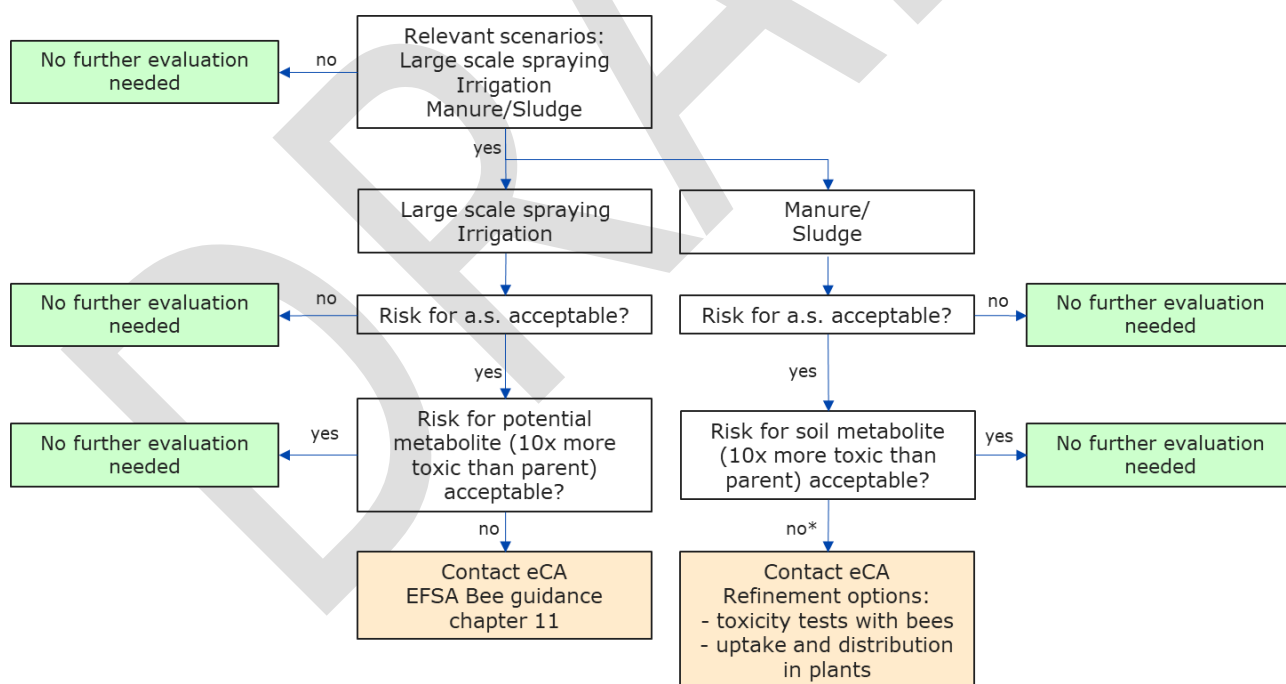 Relevant scenarios:
Large scale spraying
Irrigation
Manure/Sludge
no
No further evaluation
needed
yes
Large scale spraying
Irrigation
Manure/
Sludge
Risk for a.s. acceptable?
no
No further evaluation
needed
Risk for a.s. acceptable?
no
No further evaluation
needed
yes
yes
Risk for potential
metabolite (10x more
toxic than parent)
acceptable?
yes
No further evaluation
needed
Risk for soil metabolite
(10x more toxic than
parent) acceptable?
yes
No further evaluation
needed
no
no*
Contact eCA
EFSA Bee guidance
chapter 11
Contact eCA
Refinement options:
- toxicity tests with bees
- uptake and distribution
in plants